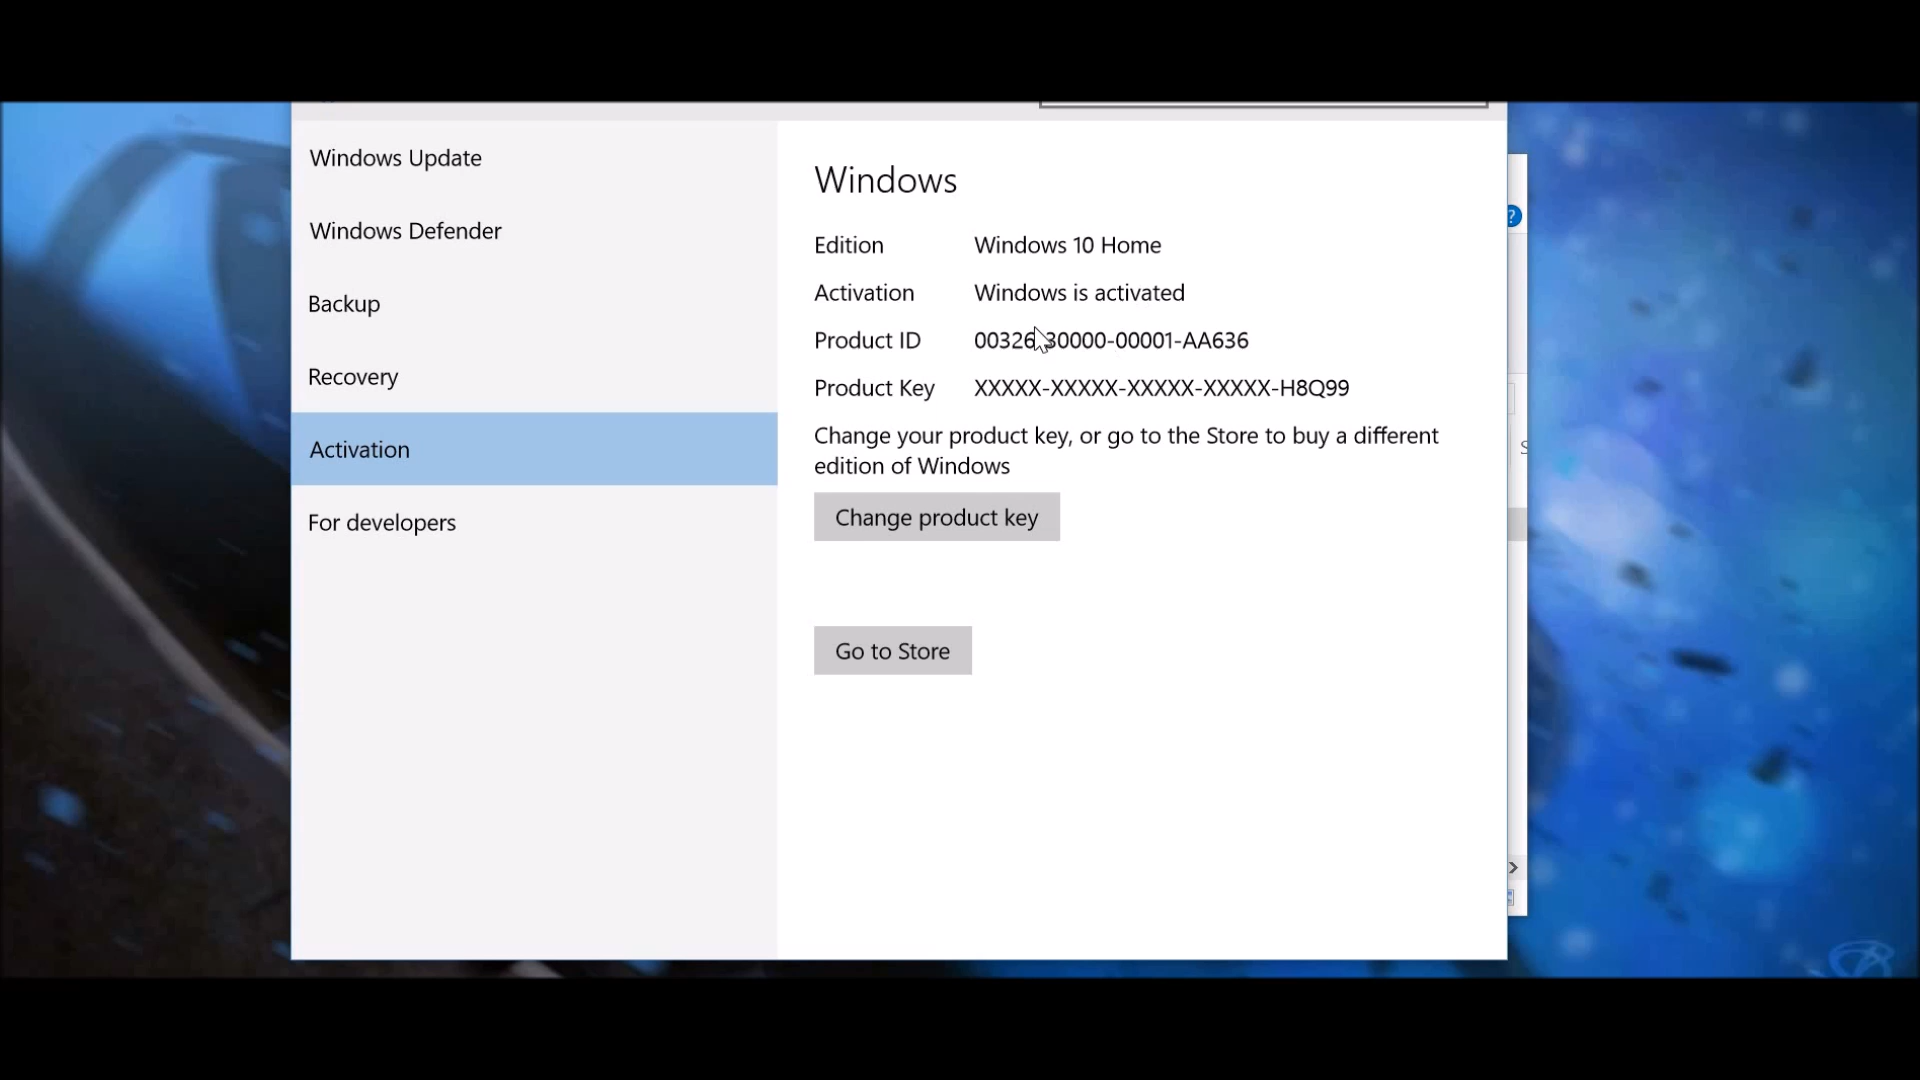 Windows Update
Windows Defender
Backup
Recovery
Activation
For developers
Windows
Edition Windows 10 Home
Activation Windows is activated
Product ID 00326-30000-00001-AA636
Product Key XXXXX-XXXXX-XXXXX-XXXXX-H8Q99
Change your product key, or go to the Store to buy a different
edition of Windows
Change product key
Go to Store
?